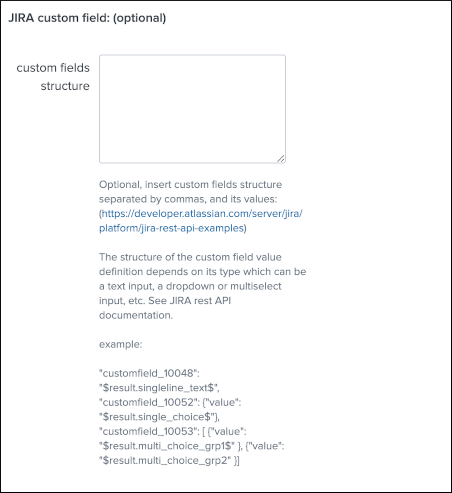 JIRA custom field: (optional)
custom fields
structure
Optional, insert custom fields structure
separated by commas, and its values:
(https://developer.atlassian.com/server/jira/
platform/jira-rest-api-examples)
The structure of the custom field value
definition depends on its type which can be
a text input, a dropdown or multiselect
input, etc. See JIRA rest API
documentation.
example:
"customfield_10048":
"$result.singleline_text$",
"customfield_10052": {"value":
"$result.single_choice$"},
"customfield_10053": [ {"value":
"$result.multi_choice_grp1$" }, {"value":
"$result.multi_choice_grp2" }]